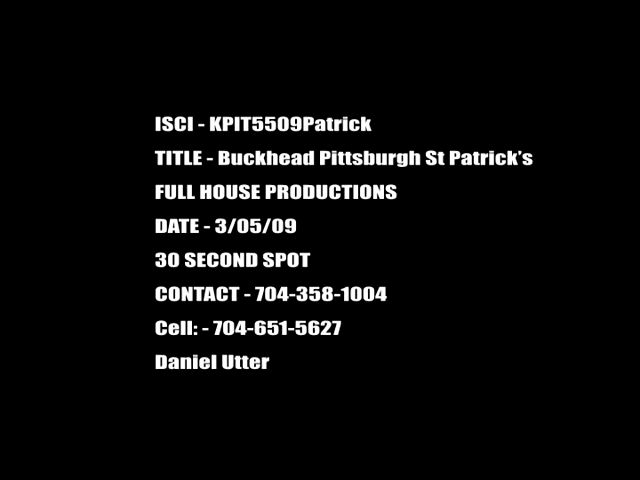 ISCI - KPIT5509Patrick
TITLE - Buckhead Pittsburgh St Patrick's
FULL HOUSE PRODUCTIONS
DATE - 3/05/09
30 SECOND SPOT
CONTACT - 704-358-1004
Cell: - 704-651-5627
Daniel Utter